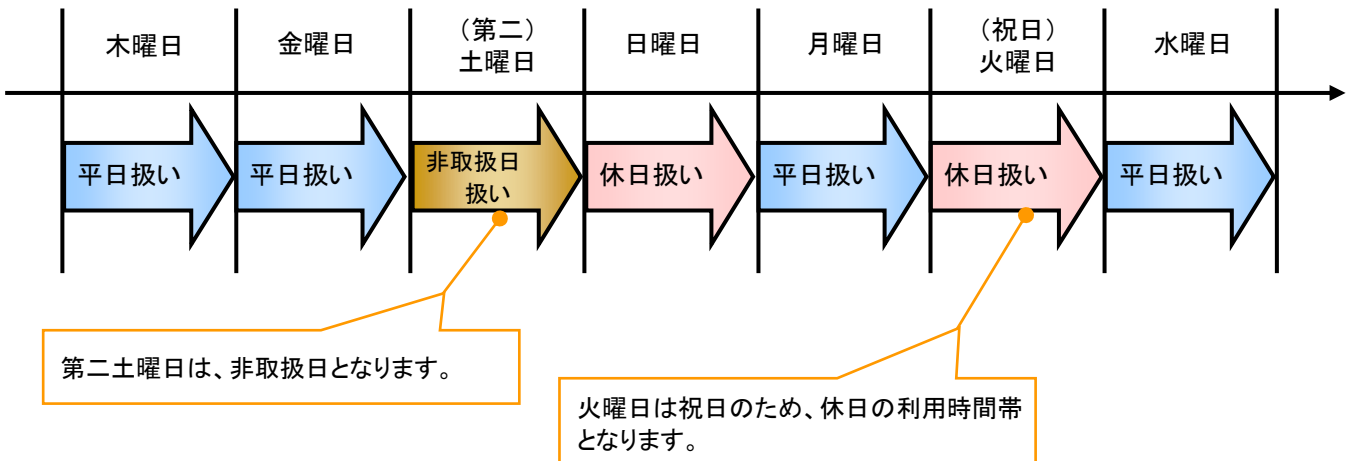 木曜日
金曜日
（第二）
土曜日
日曜日
月曜日
（祝日）
火曜日
水曜日
平日扱い
平日扱い
非取扱日
扱い
休日扱い
平日扱い
休日扱い
平日扱い
第二土曜日は、非取扱日となります。
火曜日は祝日のため、休日の利用時間帯
となります。